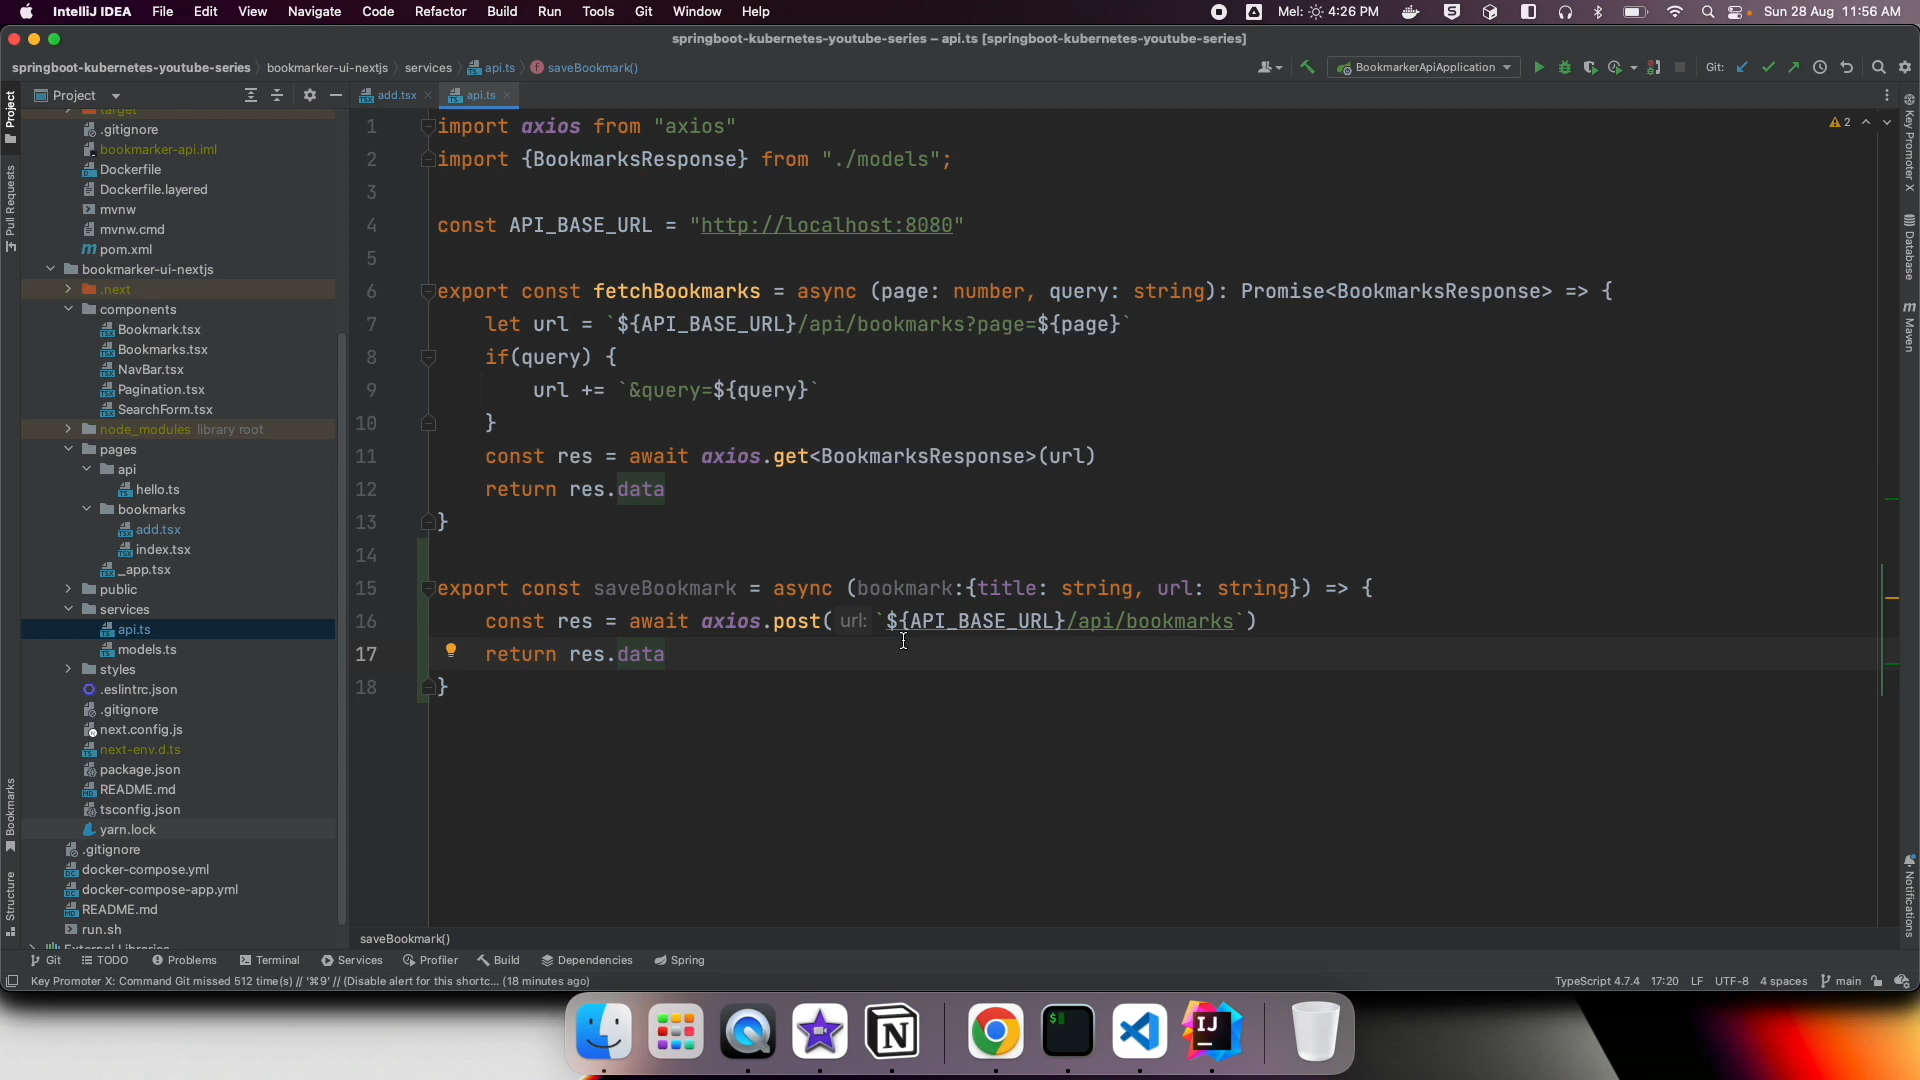 IntelliJ IDEA File Edit View Navigate Code Refactor Build Run Tools Git Window Help Mel: 4:26 PM Sun 28 Aug 11:56 AM
springboot-kubernetes-youtube-series – api.ts [springboot-kubernetes-youtube-series]
springboot-kubernetes-youtube-series bookmarker-ui-nextjs services api.ts saveBookmark() BookmarkerApiApplication Git:
Project add.tsx api.ts
target
.gitignore
bookmarker-api.iml
Dockerfile
Dockerfile.layered
mvnw
mvnw.cmd
pom.xml
bookmarker-ui-nextjs
.next
components
Bookmark.tsx
Bookmarks.tsx
NavBar.tsx
Pagination.tsx
SearchForm.tsx
node_modules library root
pages
api
hello.ts
bookmarks
add.tsx
index.tsx
_app.tsx
public
services
api.ts
models.ts
styles
.eslintrc.json
.gitignore
next.config.js
next-env.d.ts
package.json
README.md
tsconfig.json
yarn.lock
.gitignore
docker-compose.yml
docker-compose-app.yml
README.md
run.sh
External Libraries
Project
Pull Requests
Bookmarks
Structure
1 import axios from "axios"
2 import {BookmarksResponse} from "./models";
3
4 const API_BASE_URL = "http://localhost:8080"
5
6 export const fetchBookmarks = async (page: number, query: string): Promise<BookmarksResponse> => {
7 let url = `${API_BASE_URL}/api/bookmarks?page=${page}`
8 if(query) {
9 url += `&query=${query}`
10 }
11 const res = await axios.get<BookmarksResponse>(url)
12 return res.data
13 }
14
15 export const saveBookmark = async (bookmark:{title: string, url: string}) => {
16 const res = await axios.post( url: `${API_BASE_URL}/api/bookmarks`)
17 return res.data
18 }
2
Key Promoter X
Database
Maven
Notifications
saveBookmark()
Git TODO Problems Terminal Services Profiler Build Dependencies Spring
Key Promoter X: Command Git missed 512 time(s) // '⌘9' // (Disable alert for this shortc... (18 minutes ago) TypeScript 4.7.4 17:20 LF UTF-8 4 spaces main